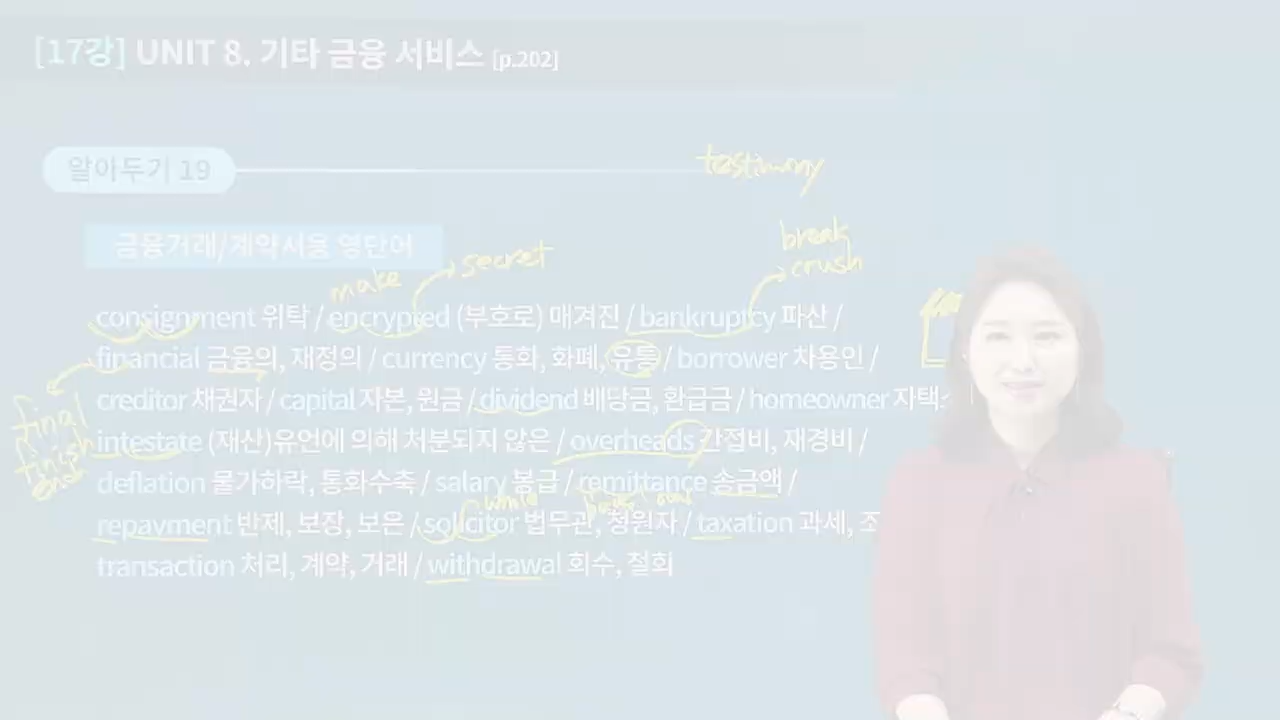 [17강] UNIT 8. 기타 금융 서비스 [p.202]
알아두기 19
testimony
금융거래/계약시용 영단어
break
crush
make
secret
consignment 위탁 / encrypted (부호로) 매겨진 / bankruptcy 파산 /
financial 금융의, 재정의 / currency 통화, 화폐, 유통 / borrower 차용인 /
creditor 채권자 / capital 자본, 원금 / dividend 배당금, 환급금 / homeowner 자택
final
finish
end
intestate (재산)유언에 의해 처분되지 않은 / overheads 간접비, 재경비 /
deflation 물가하락, 통화수축 / salary 봉급 / remittance 송금액 /
whole
repayment 반제, 보장, 보은 / solicitor 법무관, 청원자 / taxation 과세, 조
transaction 처리, 계약, 거래 / withdrawal 회수, 철회